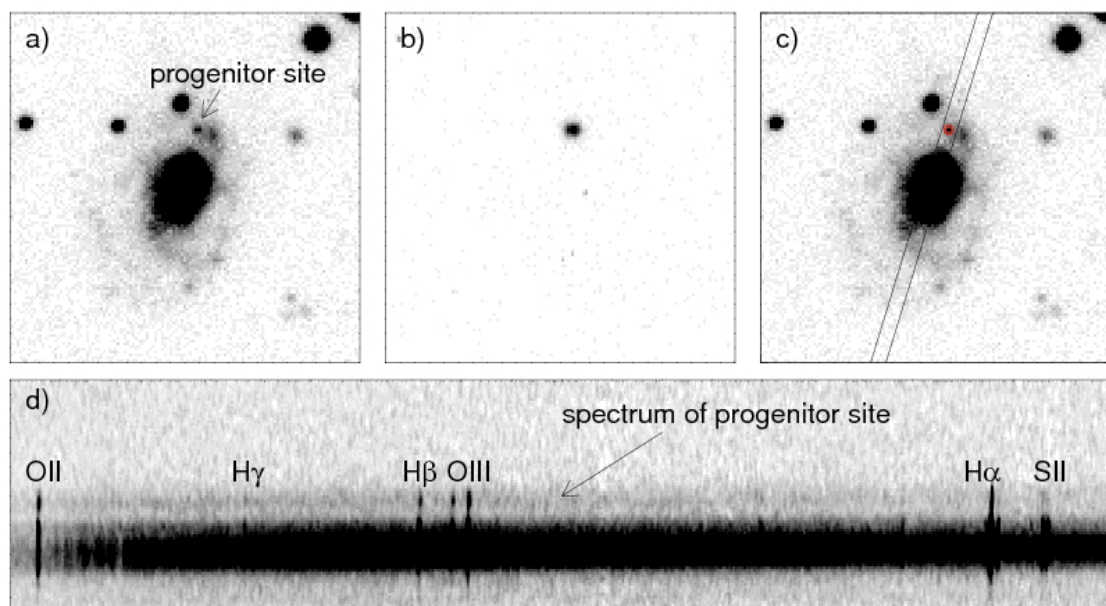 a)
progenitor site
b)
c)
d)
spectrum of progenitor site
OII
Hγ
Hβ OIII
Hα
SII